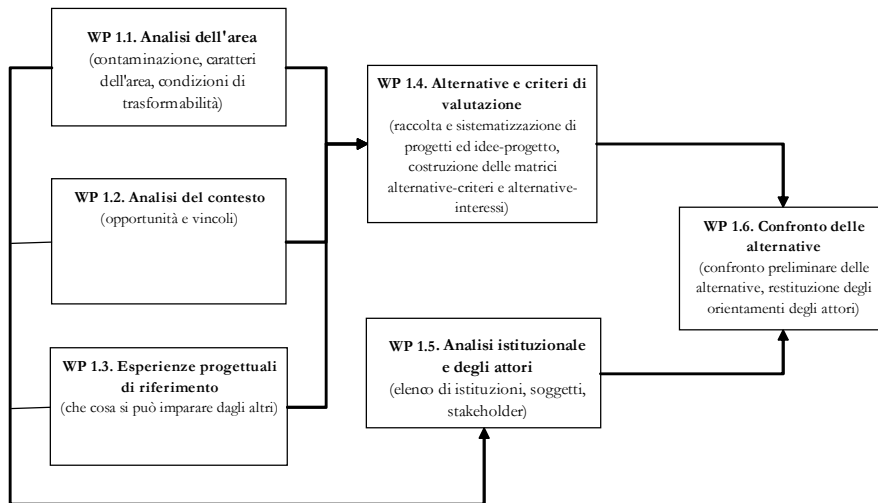 WP 1.1. Analisi dell'area
(contaminazione, caratteri
dell'area, condizioni di
trasformabilità)
WP 1.2. Analisi del contesto
(opportunità e vincoli)
WP 1.3. Esperienze progettuali
di riferimento
(che cosa si può imparare dagli altri)
WP 1.4. Alternative e criteri di
valutazione
(raccolta e sistematizzazione di
progetti ed idee-progetto,
costruzione delle matrici
alternative-criteri e alternative-
interessi)
WP 1.5. Analisi istituzionale
e degli attori
(elenco di istituzioni, soggetti,
stakeholder)
WP 1.6. Confronto delle
alternative
(confronto preliminare delle
alternative, restituzione degli
orientamenti degli attori)